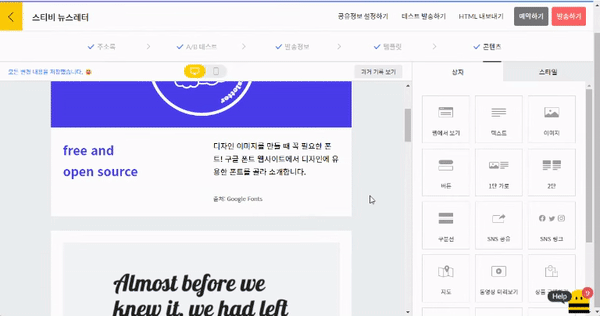 스티비 뉴스레터
공유정보 설정하기
테스트 발송하기
HTML 내보내기
예약하기
발송하기
주소록
A/B 테스트
발송정보
템플릿
콘텐츠
모든 변경 내용을 저장했습니다.
과거 기록 보기
상자
스타일
free and
open source
디자인 이미지를 만들 때 꼭 필요한 폰
트! 구글 폰트 웹사이트에서 디자인에 유
용한 폰트를 골라 소개합니다.
출처: Google Fonts
Almost before we
knew it, we had left
웹에서 보기
텍스트
이미지
버튼
1단 가로
2단
구분선
SNS 공유
SNS 링크
지도
동영상 미리보기
Help
9